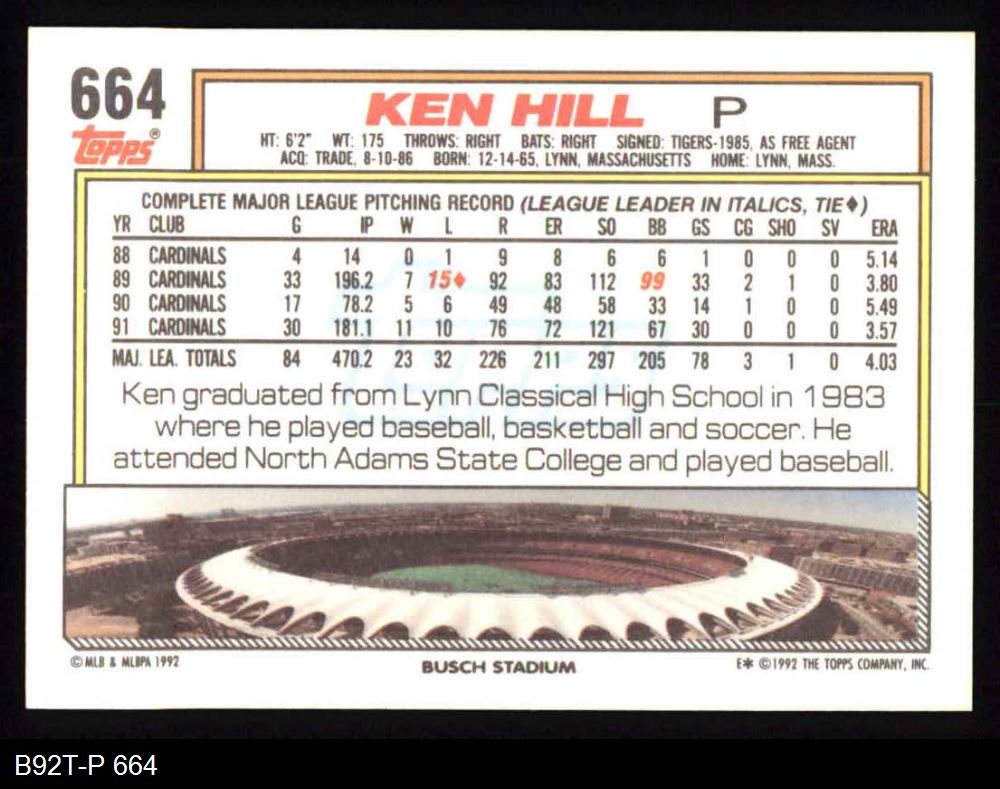 664
Topps®
KEN HILL P
HT: 6'2" WT: 175 THROWS: RIGHT BATS: RIGHT SIGNED: TIGERS-1985, AS FREE AGENT
ACQ: TRADE, 8-10-86 BORN: 12-14-65, LYNN, MASSACHUSETTS HOME: LYNN, MASS.
COMPLETE MAJOR LEAGUE PITCHING RECORD (LEAGUE LEADER IN ITALICS, TIE♦)
YR CLUB G IP W L R ER SO BB GS CG SHO SV ERA
88 CARDINALS 4 14 0 1 9 8 6 6 1 0 0 0 5.14
89 CARDINALS 33 196.2 7 15♦ 92 83 112 99 33 2 1 0 3.80
90 CARDINALS 17 78.2 5 6 49 48 58 33 14 1 0 0 5.49
91 CARDINALS 30 181.1 11 10 76 72 121 67 30 0 0 0 3.57
MAJ. LEA. TOTALS 84 470.2 23 32 226 211 297 205 78 3 1 0 4.03
Ken graduated from Lynn Classical High School in 1983
where he played baseball, basketball and soccer. He
attended North Adams State College and played baseball.
© MLB & MLBPA 1992
BUSCH STADIUM
E* ©1992 THE TOPPS COMPANY, INC.
B92T-P 664